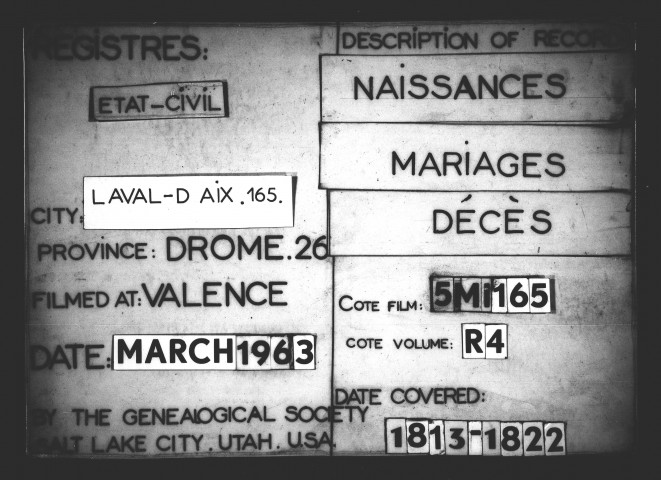 REGISTRES:
ETAT-CIVIL
CITY: LAVAL-D AIX.165.
PROVINCE: DROME.26
FILMED AT: VALENCE
DATE: MARCH 1963
BY THE GENEALOGICAL SOCIETY
SALT LAKE CITY. UTAH. U.S.A.
DESCRIPTION OF RECORD
NAISSANCES
MARIAGES
DÉCÈS
COTE FILM: 5Mi165
COTE VOLUME: R4
DATE COVERED:
1813-1822